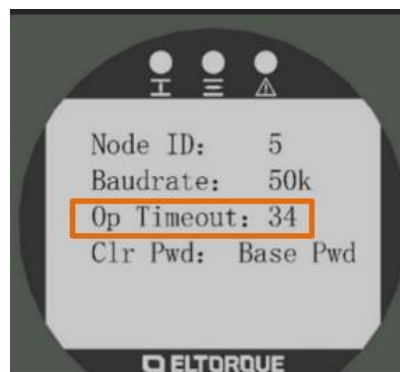 Node ID: 5
Baudrate: 50k
Op Timeout: 34
Clr Pwd: Base Pwd
ELTORQUE